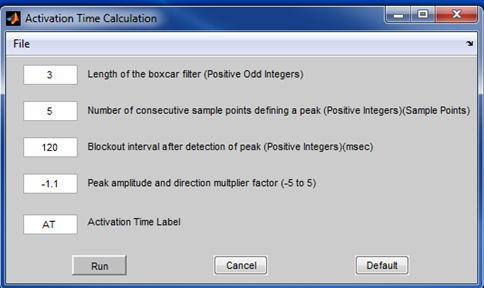 Activation Time Calculation
File
3 Length of the boxcar filter (Positive Odd Integers)
5 Number of consecutive sample points defining a peak (Positive Integers)(Sample Points)
120 Blockout interval after detection of peak (Positive Integers)(msec)
-1.1 Peak amplitude and direction multplier factor (-5 to 5)
AT Activation Time Label
Run Cancel Default